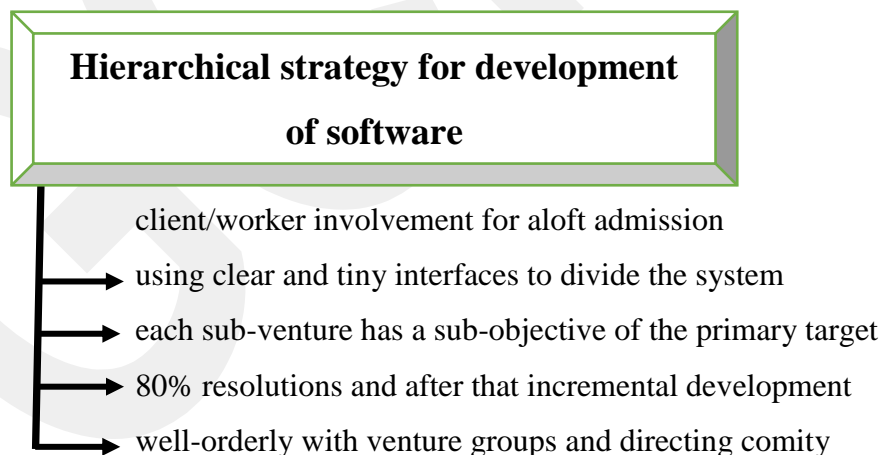 Hierarchical strategy for development
of software
client/worker involvement for aloft admission
using clear and tiny interfaces to divide the system
each sub-venture has a sub-objective of the primary target
80% resolutions and after that incremental development
well-orderly with venture groups and directing comity